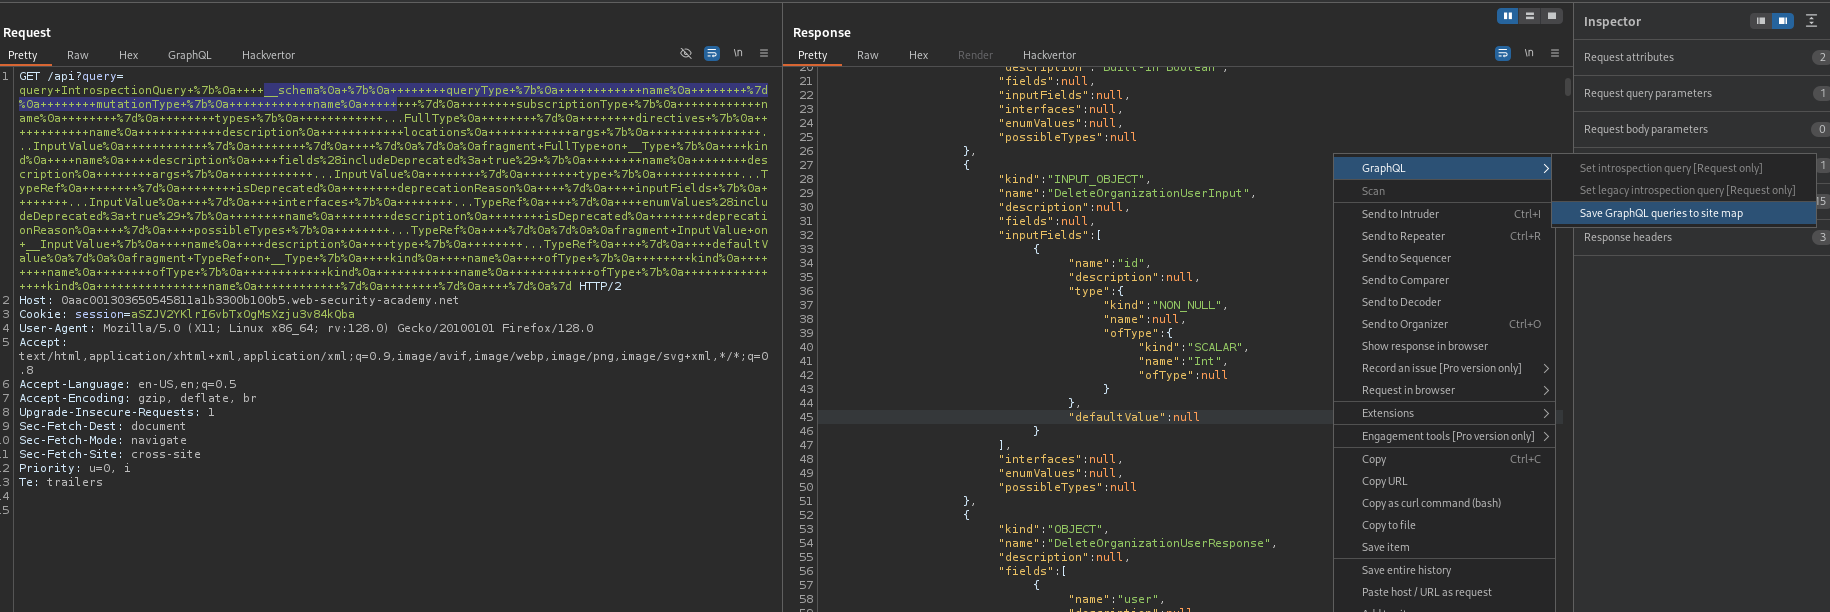 Request
Pretty Raw Hex GraphQL Hackvertor \n
1 GET /api?query=
query+IntrospectionQuery+%7b%0a++++__schema%0a+%7b%0a++++++++queryType+%7b%0a++++++++++++name%0a++++++++%7d
%0a++++++++mutationType+%7b%0a++++++++++++name%0a++++++++%7d%0a++++++++subscriptionType+%7b%0a++++++++++++n
ame%0a++++++++%7d%0a++++++++types+%7b%0a++++++++++++...FullType%0a++++++++%7d%0a++++++++directives+%7b%0a++
++++++++++name%0a++++++++++++description%0a++++++++++++locations%0a++++++++++++args+%7b%0a++++++++++++++++.
..InputValue%0a++++++++++++%7d%0a++++++++%7d%0a++++%7d%0a%7d%0a%0afragment+FullType+on+__Type+%7b%0a++++kin
d%0a++++name%0a++++description%0a++++fields%28includeDeprecated%3a+true%29+%7b%0a++++++++name%0a++++++++des
cription%0a++++++++args+%7b%0a++++++++++++...InputValue%0a++++++++%7d%0a++++++++type+%7b%0a++++++++++++...T
ypeRef%0a++++++++%7d%0a++++++++isDeprecated%0a++++++++deprecationReason%0a++++%7d%0a++++inputFields+%7b%0a+
+++++++...InputValue%0a++++%7d%0a++++interfaces+%7b%0a++++++++...TypeRef%0a++++%7d%0a++++enumValues%28inclu
deDeprecated%3a+true%29+%7b%0a++++++++name%0a++++++++description%0a++++++++isDeprecated%0a++++++++deprecati
onReason%0a++++%7d%0a++++possibleTypes+%7b%0a++++++++...TypeRef%0a++++%7d%0a%7d%0a%0afragment+InputValue+on
+__InputValue+%7b%0a++++name%0a++++description%0a++++type+%7b%0a++++++++...TypeRef%0a++++%7d%0a++++defaultV
alue%0a%7d%0a%0afragment+TypeRef+on+__Type+%7b%0a++++kind%0a++++name%0a++++ofType+%7b%0a++++++++kind%0a++++
++++name%0a++++++++ofType+%7b%0a++++++++++++kind%0a++++++++++++name%0a++++++++++++ofType+%7b%0a++++++++++++
++++kind%0a++++++++++++++++name%0a++++++++++++%7d%0a++++++++%7d%0a++++%7d%0a%7d HTTP/2
2 Host: 0aac001303650545811a1b3300b100b5.web-security-academy.net
3 Cookie: session=aSZJV2YKlrI6vbTxOgMsXzju3v84kQba
4 User-Agent: Mozilla/5.0 (X11; Linux x86_64; rv:128.0) Gecko/20100101 Firefox/128.0
5 Accept:
text/html,application/xhtml+xml,application/xml;q=0.9,image/avif,image/webp,image/png,image/svg+xml,*/*;q=0
.8
6 Accept-Language: en-US,en;q=0.5
7 Accept-Encoding: gzip, deflate, br
8 Upgrade-Insecure-Requests: 1
9 Sec-Fetch-Dest: document
0 Sec-Fetch-Mode: navigate
1 Sec-Fetch-Site: cross-site
2 Priority: u=0, i
3 Te: trailers
4
5
Response
Pretty Raw Hex Render Hackvertor \n
20 "description":"Built-in Boolean",
21 "fields":null,
22 "inputFields":null,
23 "interfaces":null,
24 "enumValues":null,
25 "possibleTypes":null
26 },
27 {
28 "kind":"INPUT_OBJECT",
29 "name":"DeleteOrganizationUserInput",
30 "description":null,
31 "fields":null,
32 "inputFields":[
33 {
34 "name":"id",
35 "description":null,
36 "type":{
37 "kind":"NON_NULL",
38 "name":null,
39 "ofType":{
40 "kind":"SCALAR",
41 "name":"Int",
42 "ofType":null
43 }
44 },
45 "defaultValue":null
46 }
47 ],
48 "interfaces":null,
49 "enumValues":null,
50 "possibleTypes":null
51 },
52 {
53 "kind":"OBJECT",
54 "name":"DeleteOrganizationUserResponse",
55 "description":null,
56 "fields":[
57 {
58 "name":"user",
GraphQL
Scan
Send to Intruder Ctrl+I
Send to Repeater Ctrl+R
Send to Sequencer
Send to Comparer
Send to Decoder
Send to Organizer Ctrl+O
Show response in browser
Record an issue [Pro version only]
Request in browser
Extensions
Engagement tools [Pro version only]
Copy Ctrl+C
Copy URL
Copy as curl command (bash)
Copy to file
Save item
Save entire history
Paste host / URL as request
Set introspection query [Request only]
Set legacy introspection query [Request only]
Save GraphQL queries to site map
Inspector
Request attributes 2
Request query parameters 1
Request body parameters 0
1
15
Response headers 3